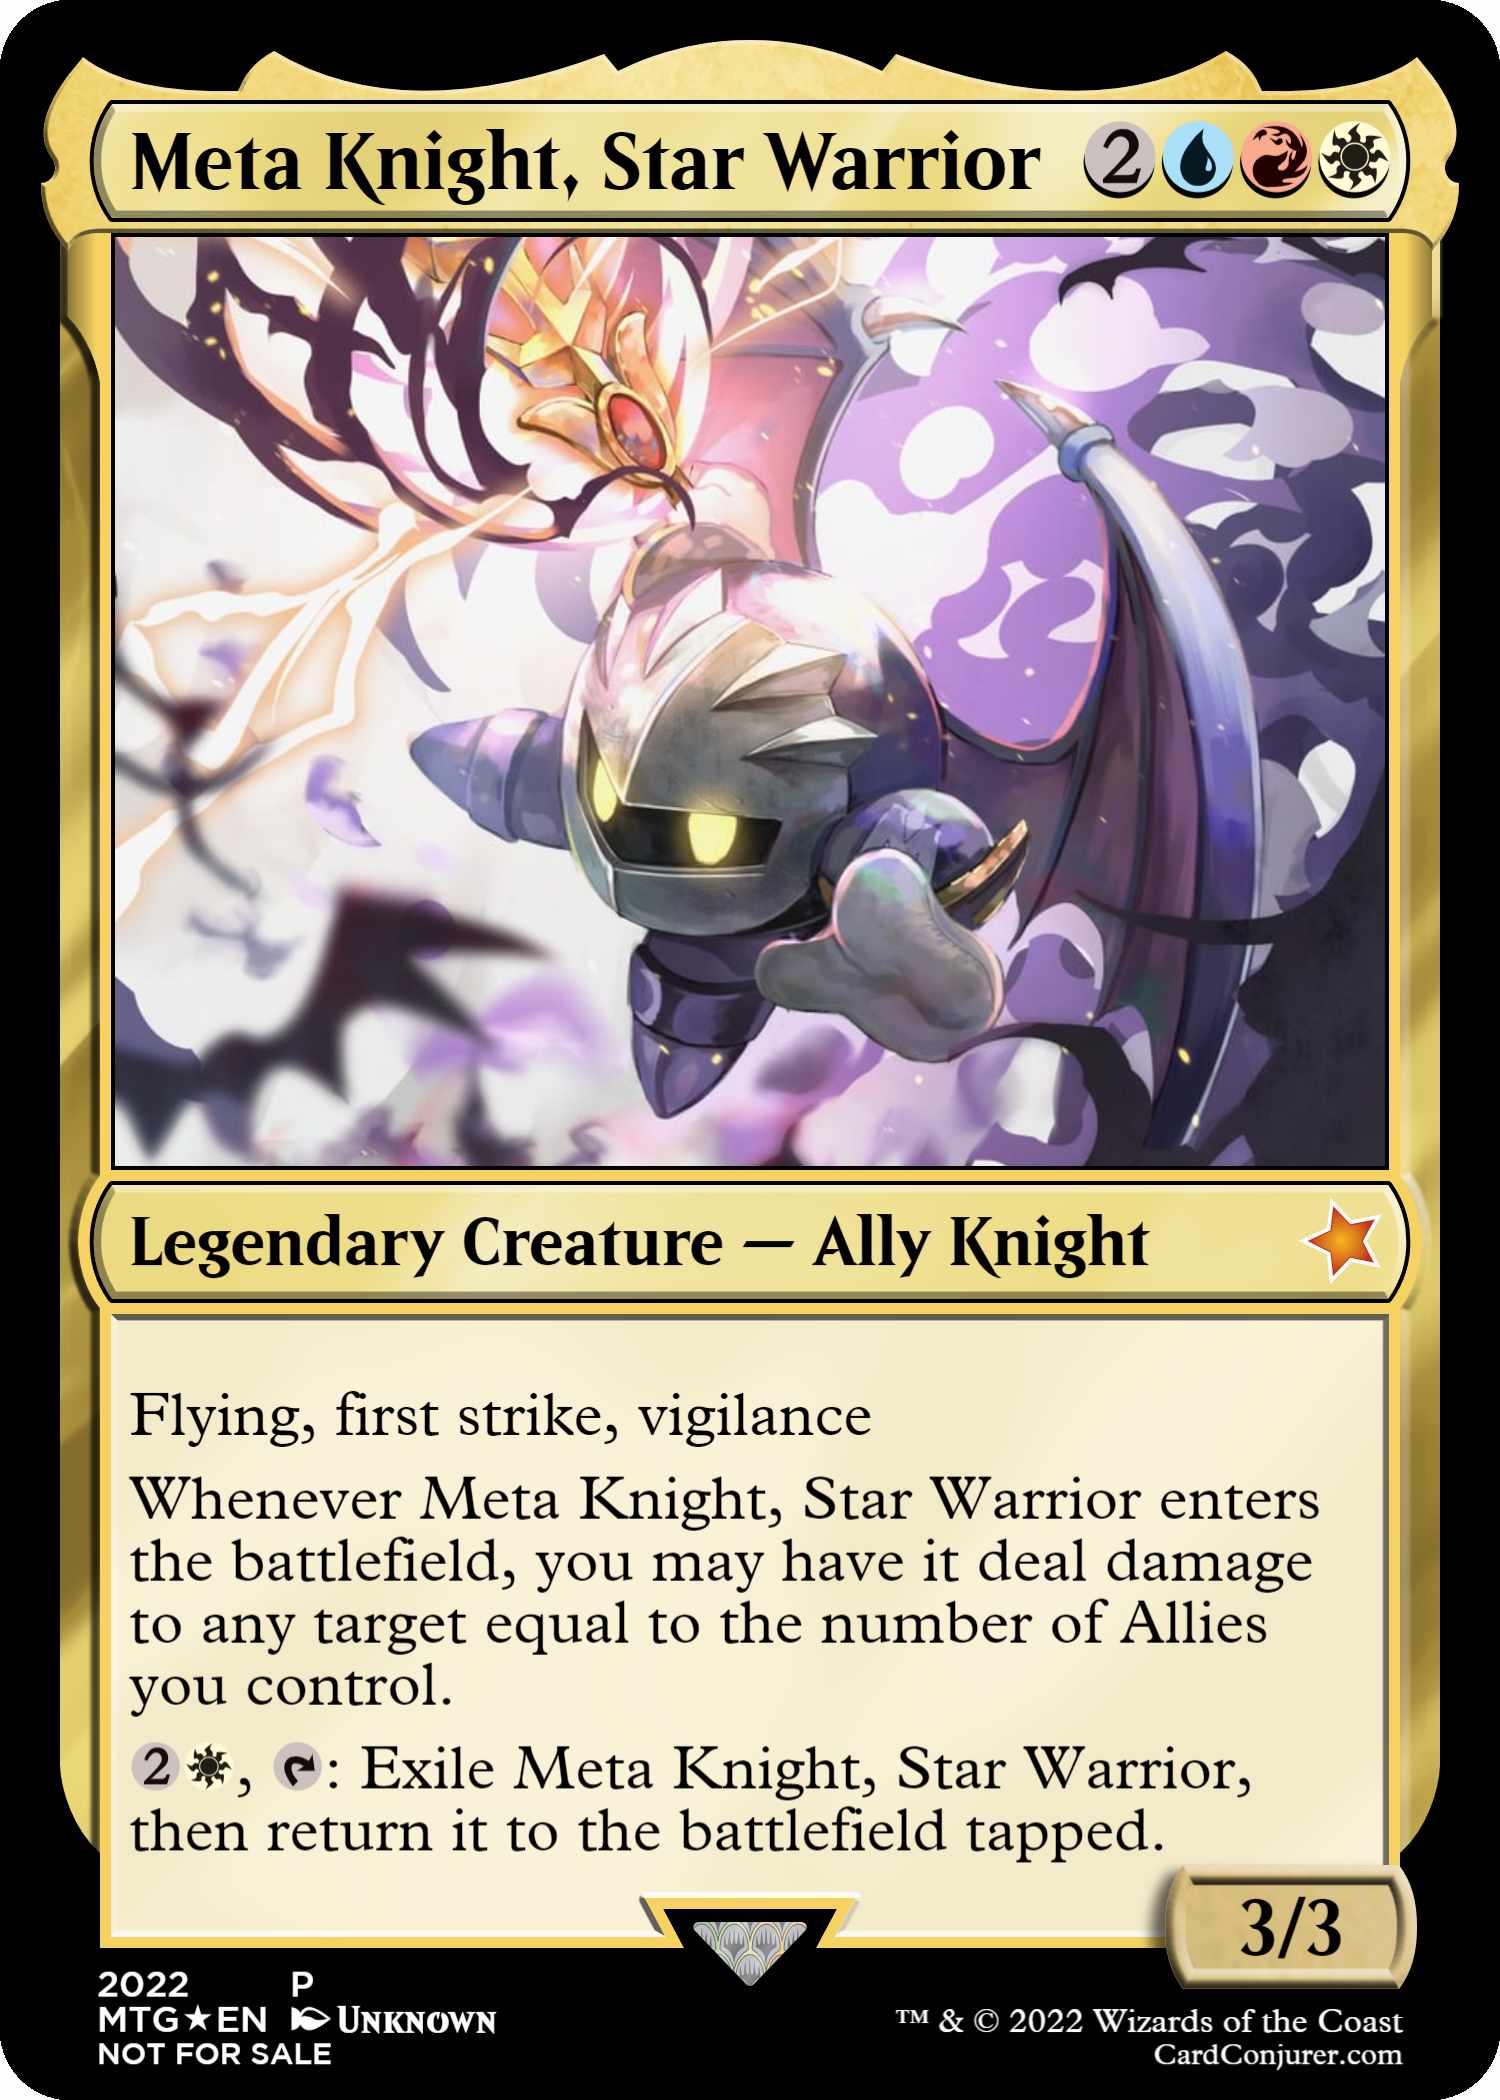 Meta Knight, Star Warrior 2
Legendary Creature — Ally Knight
Flying, first strike, vigilance
Whenever Meta Knight, Star Warrior enters
the battlefield, you may have it deal damage
to any target equal to the number of Allies
you control.
2, : Exile Meta Knight, Star Warrior,
then return it to the battlefield tapped.
3/3
2022 P
MTG★EN Unknown
NOT FOR SALE
™ & © 2022 Wizards of the Coast
CardConjurer.com